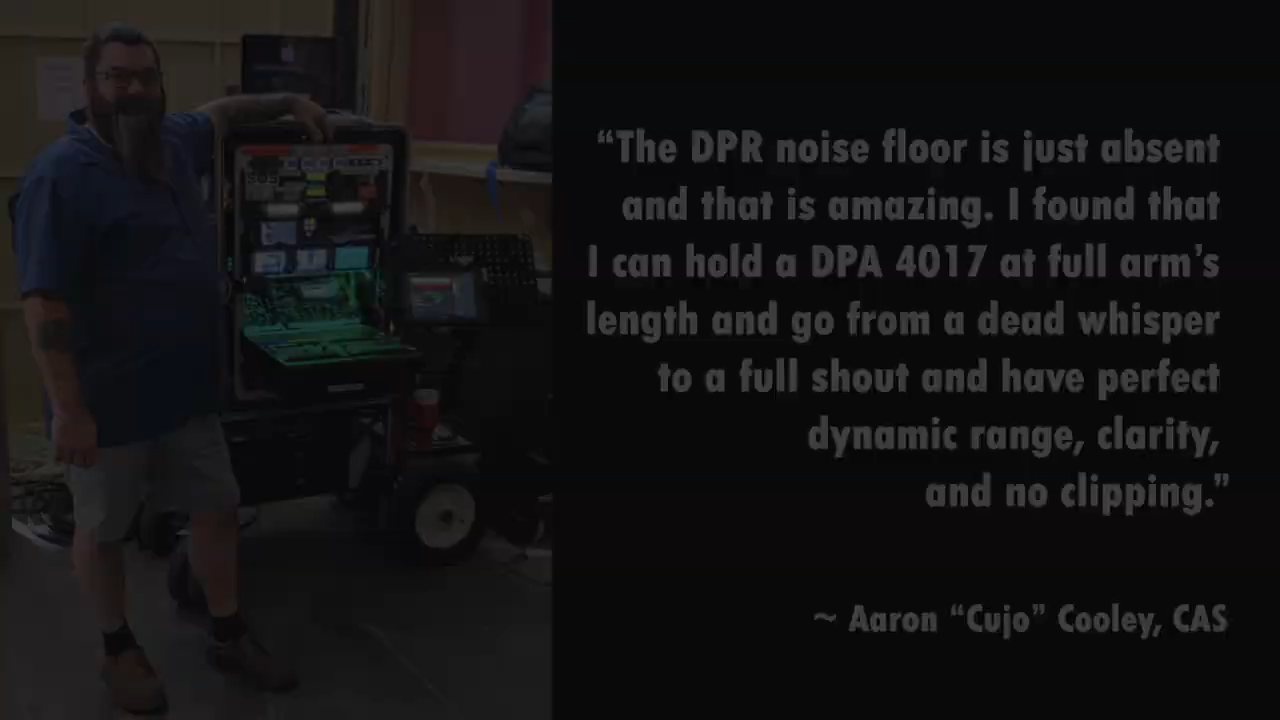 “The DPR noise floor is just absent
and that is amazing. I found that
I can hold a DPA 4017 at full arm’s
length and go from a dead whisper
to a full shout and have perfect
dynamic range, clarity,
and no clipping.”
~ Aaron “Cujo” Cooley, CAS